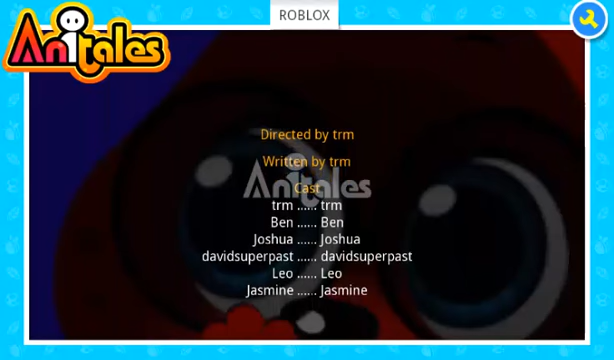 Anitales
ROBLOX
Directed by trm
Written by trm
Anitales
Cast
trm ...... trm
Ben ...... Ben
Joshua ...... Joshua
davidsuperpast ...... davidsuperpast
Leo ...... Leo
Jasmine ...... Jasmine